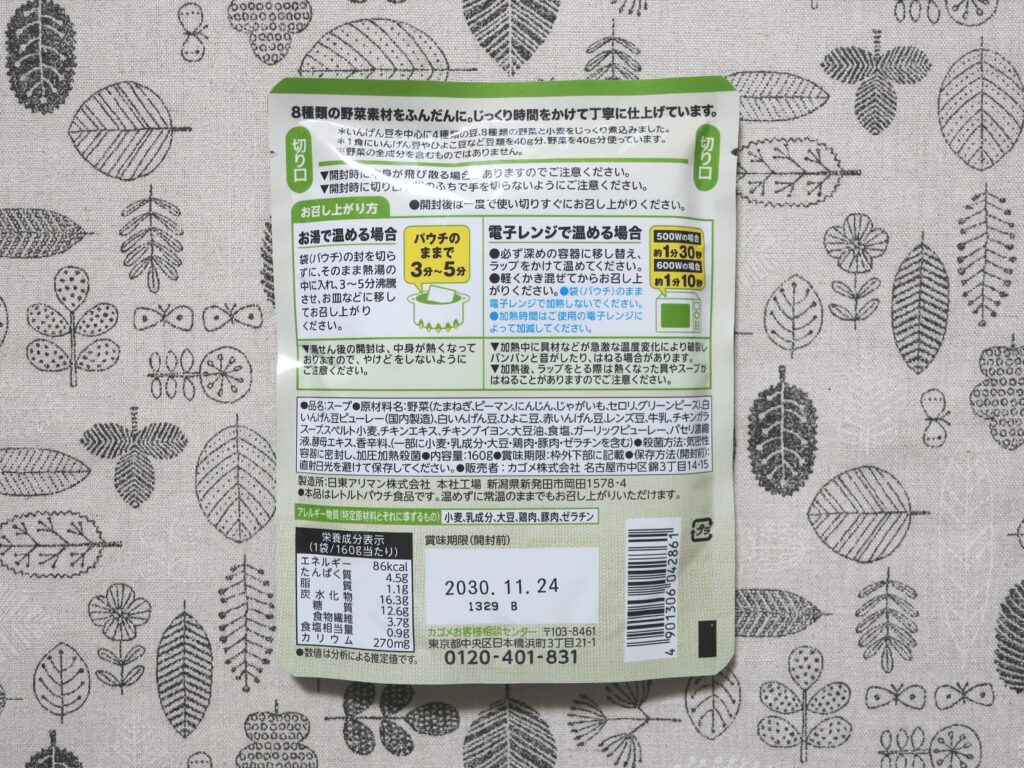 8種類の野菜素材をふんだんに。じっくり時間をかけて丁寧に仕上げています。
＊いんげん豆を中心に4種類の豆、8種類の野菜と小麦をじっくり煮込みました。
＊1食にいんげん豆やひよこ豆など豆類を40g分、野菜を40g分使っています。
※野菜の全成分を含むものではありません。
切り口
切り口
▼開封時に中身が飛び散る場合がありますのでご注意ください。
▼開封時に切り口のふちで手を切らないようにご注意ください。
お召し上がり方
●開封後は一度で使い切りすぐにお召し上がりください。
お湯で温める場合
袋(パウチ)の封を切ら
ずに、そのまま熱湯の
中に入れ、3〜5分沸騰
させ、お皿などに移し
てお召し上がり
ください。
パウチの
ままで
3分〜5分
▼湯せん後の開封は、中身が熱くなって
おりますので、やけどをしないように
ご注意ください。
電子レンジで温める場合
●必ず深めの容器に移し替え、
ラップをかけて温めてください。
●軽くかき混ぜてからお召し上
がりください。●袋(パウチ)のまま
電子レンジで加熱しないでください。
●加熱時間はご使用の電子レンジに
よって加減してください。
500Wの場合
約1分30秒
600Wの場合
約1分10秒
▼加熱中に具材などが急激な温度変化により破裂し
バンバンと音がしたり、はねる場合があります。
▼加熱後、ラップをとる際は熱くなった具やスープが
はねることがありますのでご注意ください。
●品名:スープ●原材料名:野菜(たまねぎ、ピーマン、にんじん、じゃがいも、セロリ、グリーンピース)、白
いんげん豆ピューレー(国内製造)、白いんげん豆、ひよこ豆、赤いんげん豆、レンズ豆、牛乳、チキンガラ
スープ、スペルト小麦、チキンエキス、チキンブイヨン、大豆油、食塩、ガーリックピューレー、パセリ濃縮
液、酵母エキス、香辛料、(一部に小麦・乳成分・大豆・鶏肉・豚肉・ゼラチンを含む)●殺菌方法:気密性
容器に密封し、加圧加熱殺菌●内容量:160g●賞味期限:枠外下部に記載●保存方法(開封前):
直射日光を避けて保存してください。●販売者:カゴメ株式会社 名古屋市中区錦3丁目14-15
製造所:日東アリマン株式会社 本社工場 新潟県新発田市岡田1578-4
●本品はレトルトパウチ食品です。温めずに常温のままでもお召し上がりいただけます。
アレルギー物質(特定原材料とそれに準ずるもの) 小麦、乳成分、大豆、鶏肉、豚肉、ゼラチン
栄養成分表示
(1袋/160g当たり)
エネルギー 86kcal
たんぱく質 4.5g
脂質 1.1g
炭水化物 16.3g
糖質 12.6g
食物繊維 3.7g
食塩相当量 0.9g
カリウム 270mg
●数値は分析による推定値です。
賞味期限(開封前)
2030.11.24
1329 B
カゴメお客様相談センター 〒103-8461
東京都中央区日本橋浜町3丁目21-1
0120-401-831
4901306042861